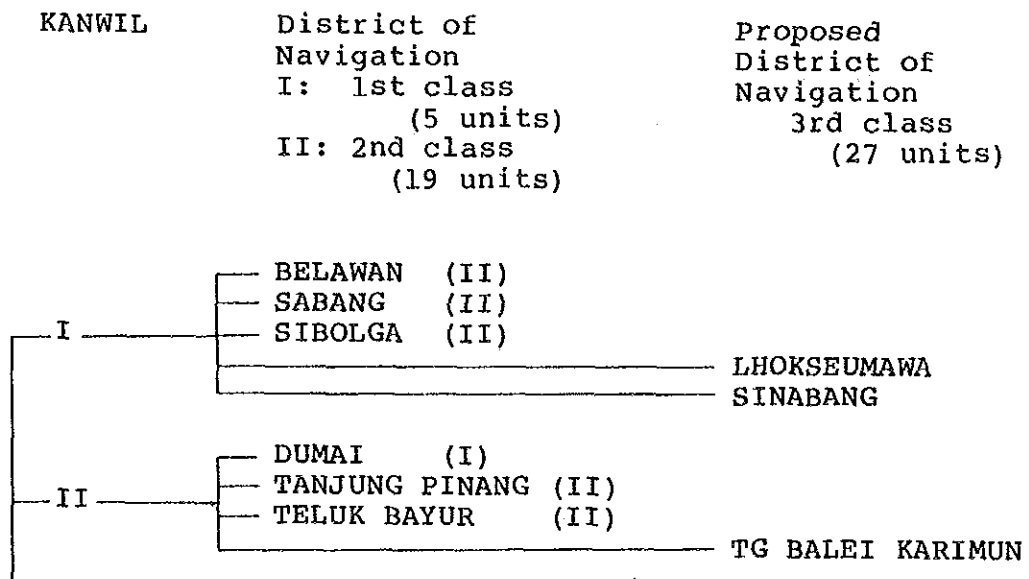 KANWIL
District of
Navigation
I: 1st class
(5 units)
II: 2nd class
(19 units)
Proposed
District of
Navigation
3rd class
(27 units)
I
BELAWAN (II)
SABANG (II)
SIBOLGA (II)
LHOKSEUMAWA
SINABANG
II
DUMAI (I)
TANJUNG PINANG (II)
TELUK BAYUR (II)
TG BALEI KARIMUN